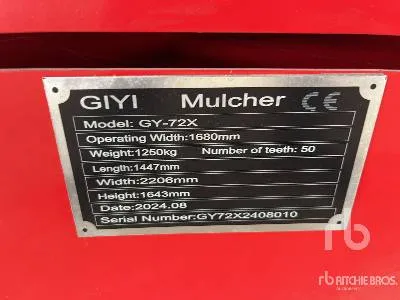 GIYI Mulcher CE
Model: GY-72X
Operating Width:1680mm
Weight:1250kg Number of teeth: 50
Length:1447mm
Width:2206mm
Height:1643mm
Date:2024.08
Serial Number:GY72X2408010
rb
rb RITCHIE BROS.